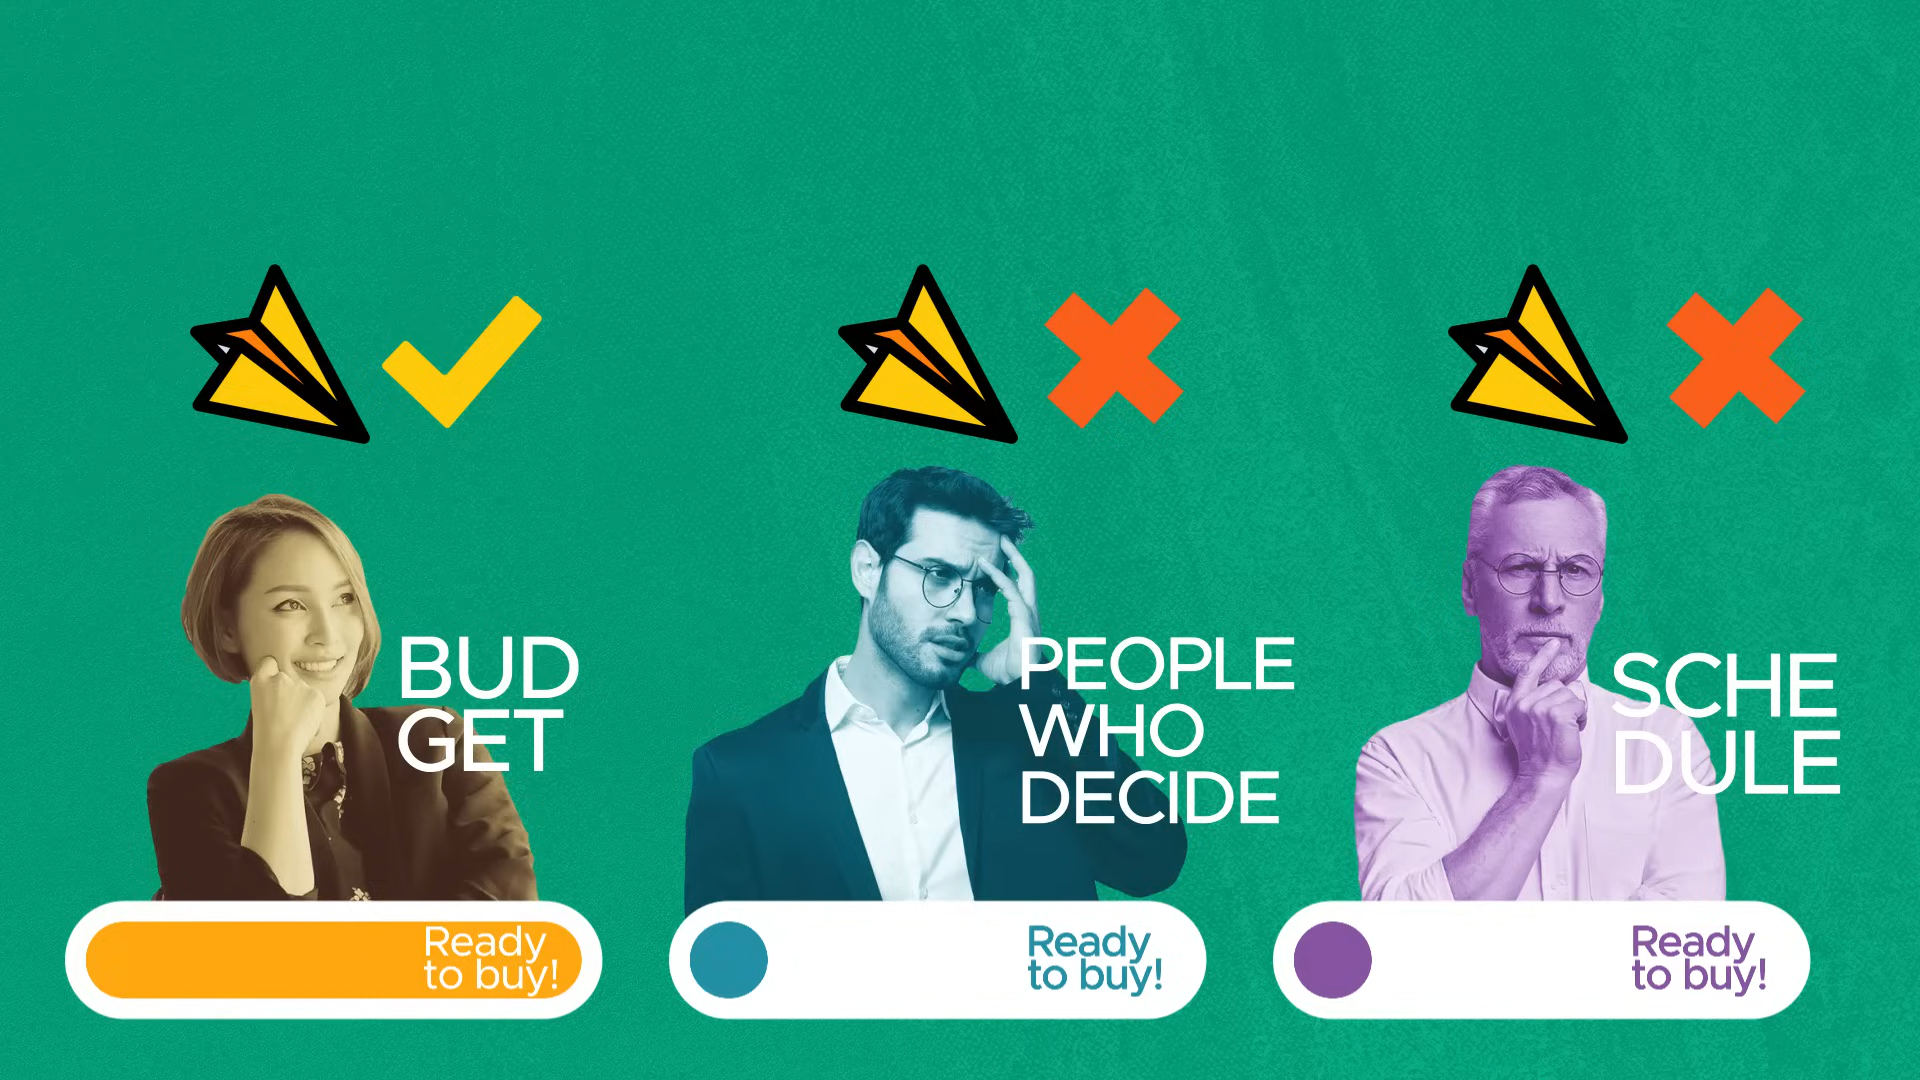 BUD
GET
Ready
to buy!
PEOPLE
WHO
DECIDE
Ready
to buy!
SCHE
DULE
Ready
to buy!